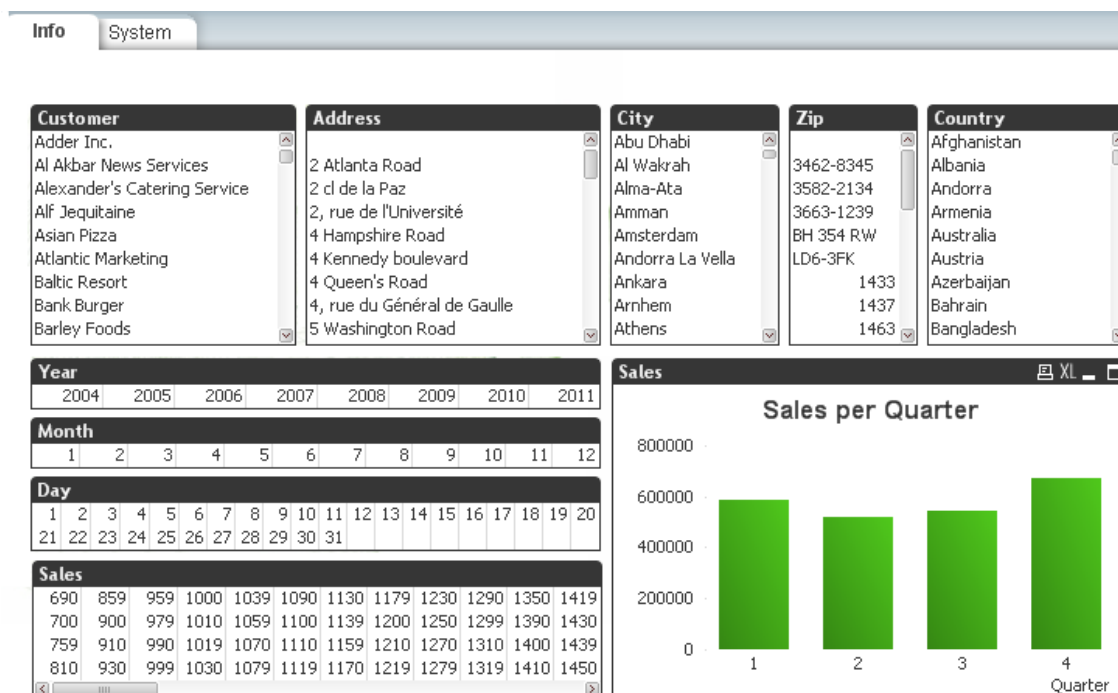 Info System
Customer
Adder Inc.
Al Akbar News Services
Alexander's Catering Service
Alf Jequitaine
Asian Pizza
Atlantic Marketing
Baltic Resort
Bank Burger
Barley Foods
Address
2 Atlanta Road
2 cl de la Paz
2, rue de l'Université
4 Hampshire Road
4 Kennedy boulevard
4 Queen's Road
4, rue du Général de Gaulle
5 Washington Road
City
Abu Dhabi
Al Wakrah
Alma-Ata
Amman
Amsterdam
Andorra La Vella
Ankara
Arnhem
Athens
Zip
3462-8345
3582-2134
3663-1239
BH 354 RW
LD6-3FK
1433
1437
1463
Country
Afghanistan
Albania
Andorra
Armenia
Australia
Austria
Azerbaijan
Bahrain
Bangladesh
Year
2004 2005 2006 2007 2008 2009 2010 2011
Month
1 2 3 4 5 6 7 8 9 10 11 12
Day
1 2 3 4 5 6 7 8 9 10 11 12 13 14 15 16 17 18 19 20
21 22 23 24 25 26 27 28 29 30 31
Sales
690 859 959 1000 1039 1090 1130 1179 1230 1290 1350 1419
700 900 979 1010 1059 1100 1139 1200 1250 1299 1390 1430
759 910 990 1019 1070 1110 1159 1210 1270 1310 1400 1439
810 930 999 1030 1079 1119 1170 1219 1279 1319 1410 1450
Sales XL
Sales per Quarter
800000
600000
400000
200000
0
1 2 3 4
Quarter